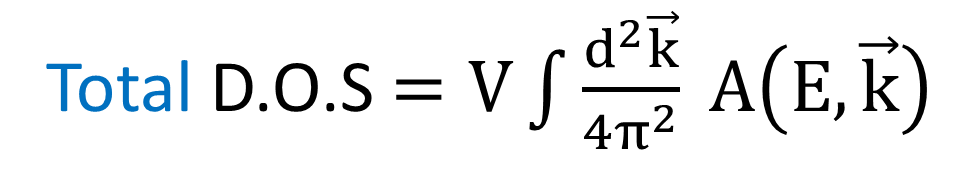 Total D.O.S = V ∫ d²k⃗/4π² A(E, k⃗)